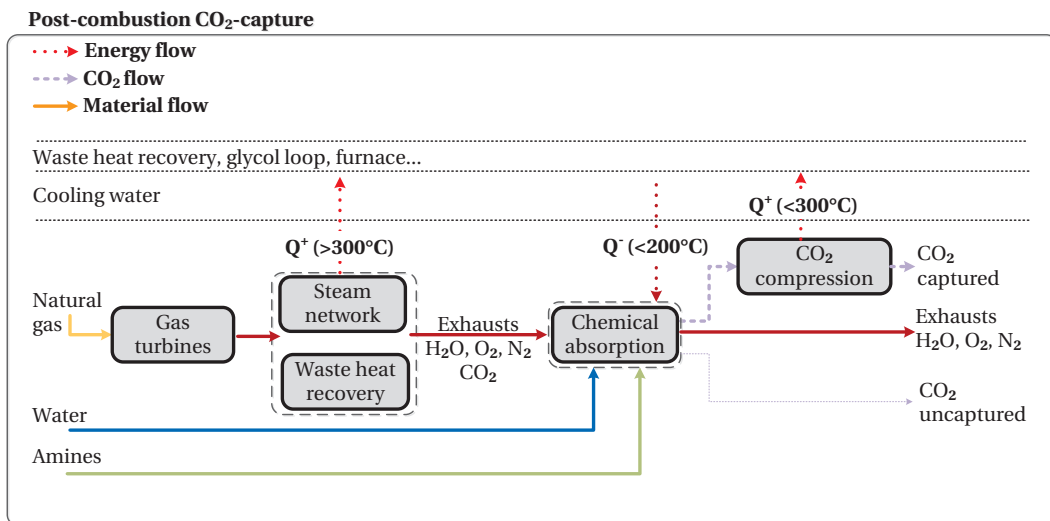 Post-combustion CO₂-capture
Energy flow
CO₂ flow
Material flow
Waste heat recovery, glycol loop, furnace...
Cooling water
Q⁺ (>300°C)
Q⁻ (<200°C)
Q⁺ (<300°C)
CO₂
compression
CO₂
captured
Natural
gas
Gas
turbines
Steam
network
Waste heat
recovery
Exhausts
H₂O, O₂, N₂
CO₂
Chemical
absorption
Exhausts
H₂O, O₂, N₂
CO₂
uncaptured
Water
Amines